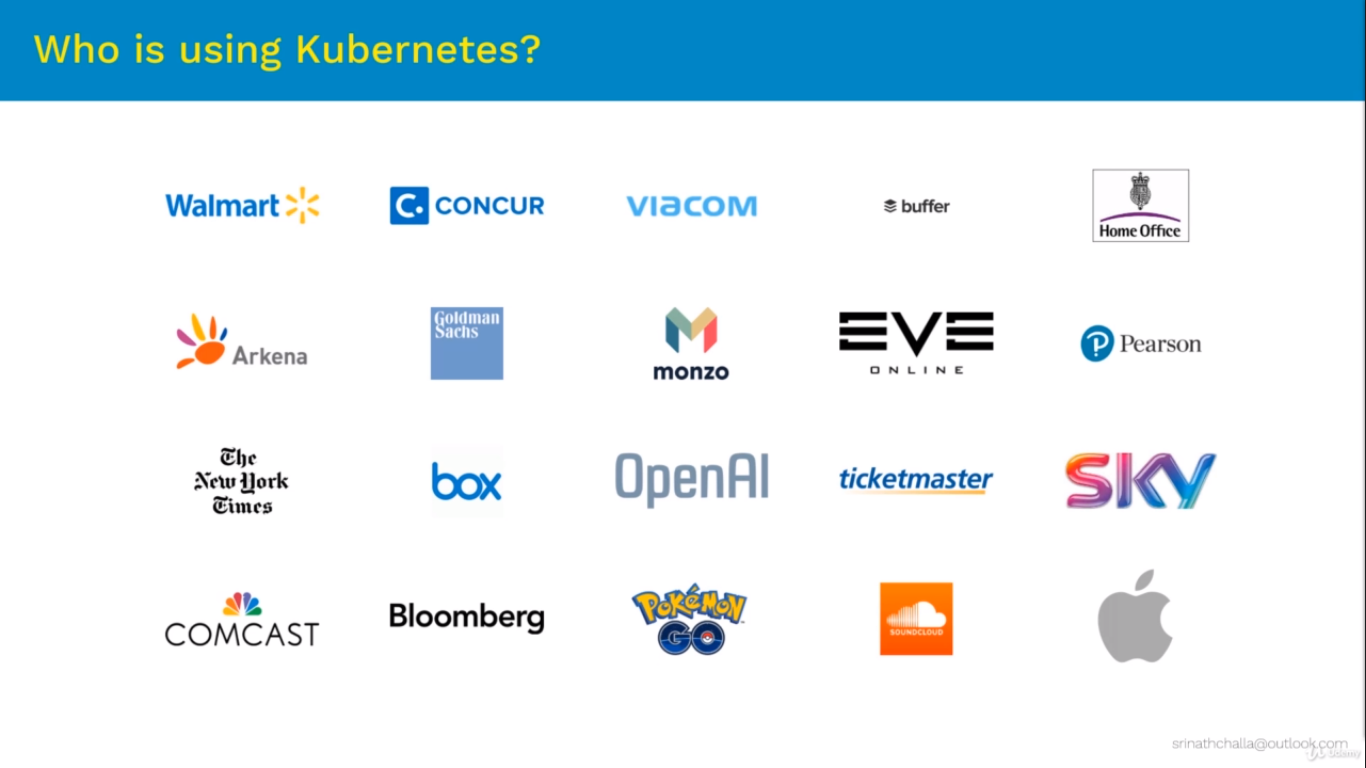 Who is using Kubernetes?
Walmart
C. CONCUR
VIACOM
buffer
Home Office
Arkena
Goldman
Sachs
monzo
EVE
ONLINE
Pearson
The
New York
Times
box
OpenAI
ticketmaster
sky
COMCAST
Bloomberg
POKÉMON
GO
SOUNDCLOUD
srinathchalla@outlook.com
Udemy